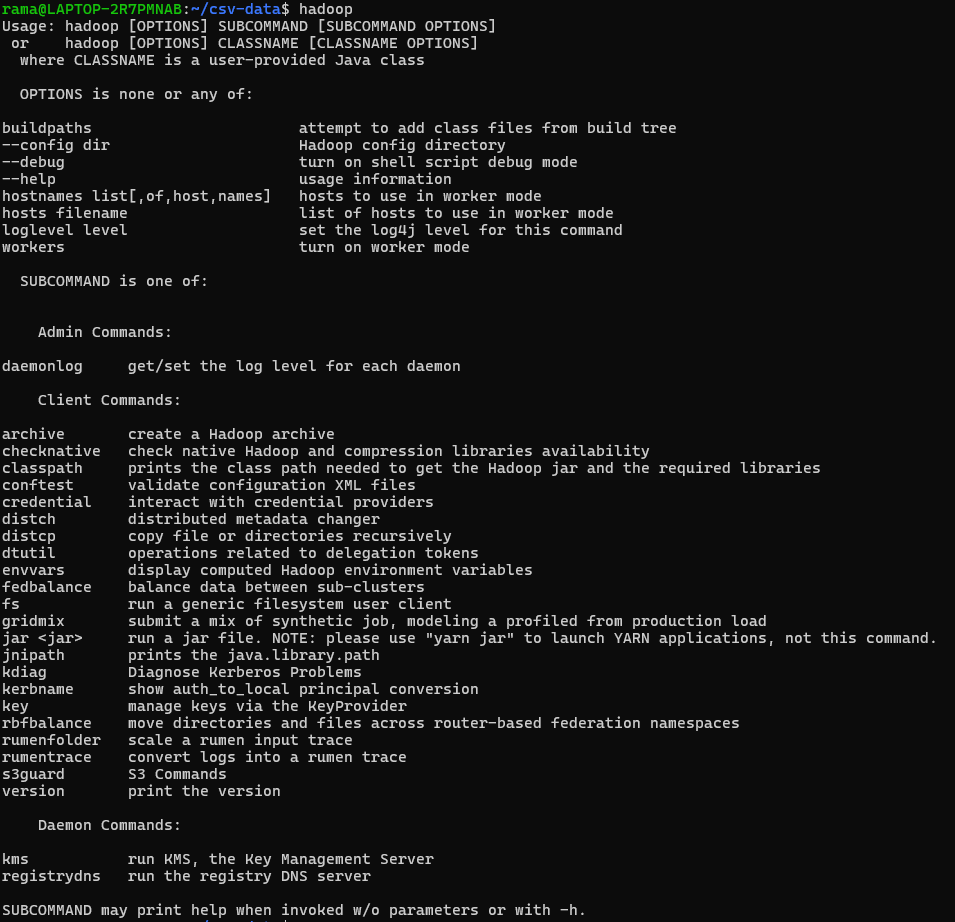 rama@LAPTOP-2R7PMNAB:~/csv-data$ hadoop
Usage: hadoop [OPTIONS] SUBCOMMAND [SUBCOMMAND OPTIONS]
 or    hadoop [OPTIONS] CLASSNAME [CLASSNAME OPTIONS]
  where CLASSNAME is a user-provided Java class

  OPTIONS is none or any of:

buildpaths                       attempt to add class files from build tree
--config dir                     Hadoop config directory
--debug                          turn on shell script debug mode
--help                           usage information
hostnames list[,of,host,names]   hosts to use in worker mode
hosts filename                   list of hosts to use in worker mode
loglevel level                   set the log4j level for this command
workers                          turn on worker mode

  SUBCOMMAND is one of:


    Admin Commands:

daemonlog     get/set the log level for each daemon

    Client Commands:

archive       create a Hadoop archive
checknative   check native Hadoop and compression libraries availability
classpath     prints the class path needed to get the Hadoop jar and the required libraries
conftest      validate configuration XML files
credential    interact with credential providers
distch        distributed metadata changer
distcp        copy file or directories recursively
dtutil        operations related to delegation tokens
envvars       display computed Hadoop environment variables
fedbalance    balance data between sub-clusters
fs            run a generic filesystem user client
gridmix       submit a mix of synthetic job, modeling a profiled from production load
jar <jar>     run a jar file. NOTE: please use "yarn jar" to launch YARN applications, not this command.
jnipath       prints the java.library.path
kdiag         Diagnose Kerberos Problems
kerbname      show auth_to_local principal conversion
key           manage keys via the KeyProvider
rbfbalance    move directories and files across router-based federation namespaces
rumenfolder   scale a rumen input trace
rumentrace    convert logs into a rumen trace
s3guard       S3 Commands
version       print the version

    Daemon Commands:

kms           run KMS, the Key Management Server
registrydns   run the registry DNS server

SUBCOMMAND may print help when invoked w/o parameters or with -h.